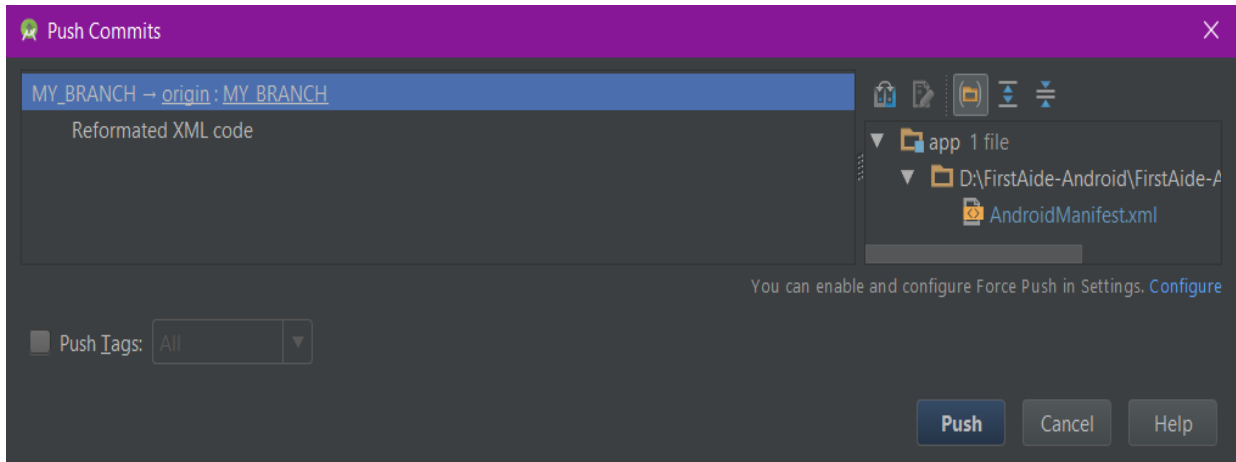 Push Commits
MY_BRANCH → origin : MY_BRANCH
Reformated XML code
app 1 file
D:\FirstAide-Android\FirstAide-A
AndroidManifest.xml
You can enable and configure Force Push in Settings. Configure
Push Tags: All
Push Cancel Help